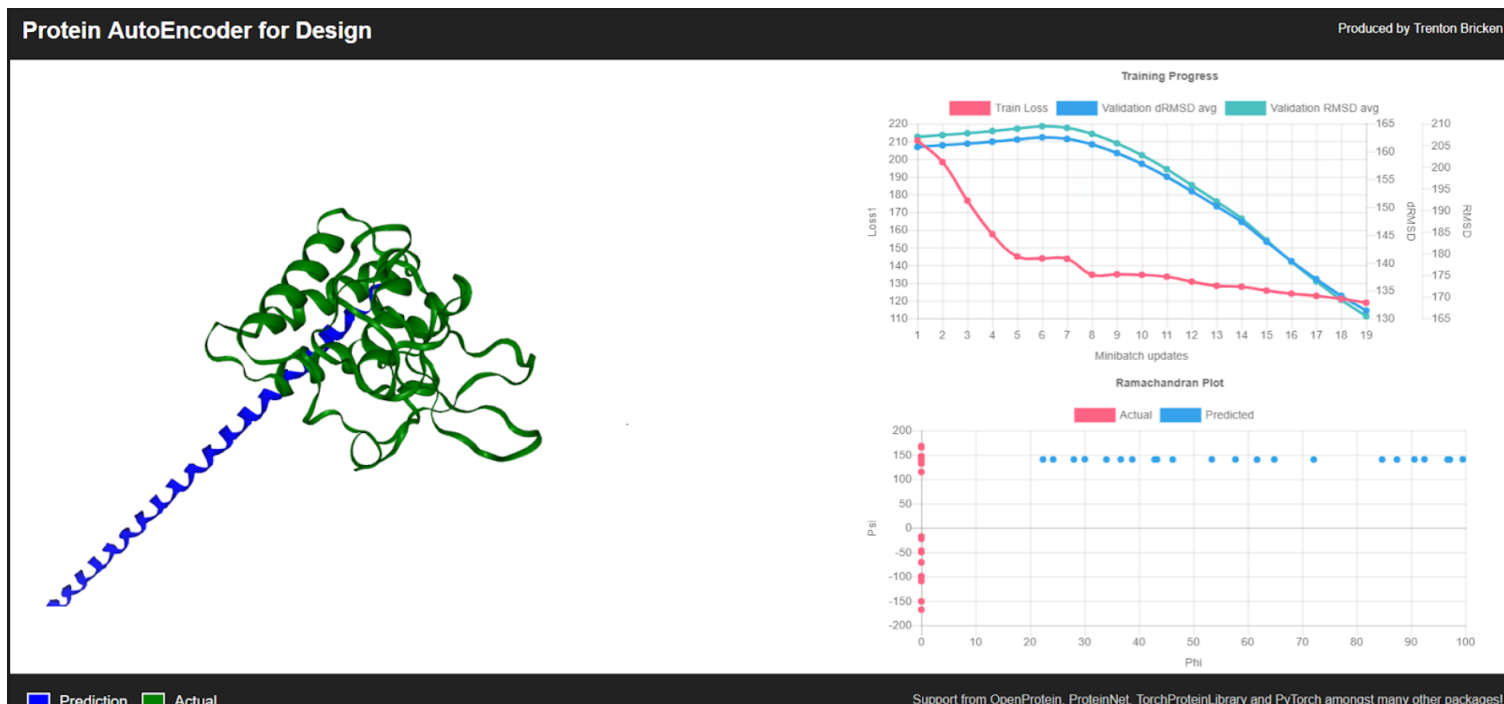 Protein AutoEncoder for Design
Produced by Trenton Bricken
Training Progress
Train Loss Validation dRMSD avg Validation RMSD avg
220 165 210
210 160 205
200 155 200
190 150 195
180 145 190
170 140 185
160 135 180
150 130 175
140 170
130 165
120
110
Loss1
dRMSD
RMSD
1 2 3 4 5 6 7 8 9 10 11 12 13 14 15 16 17 18 19
Minibatch updates
Ramachandran Plot
Actual Predicted
200
150
100
50
0
-50
-100
-150
-200
Psi
0 10 20 30 40 50 60 70 80 90 100
Phi
Prediction Actual
Support from OpenProtein, ProteinNet, TorchProteinLibrary and PyTorch amongst many other packages!